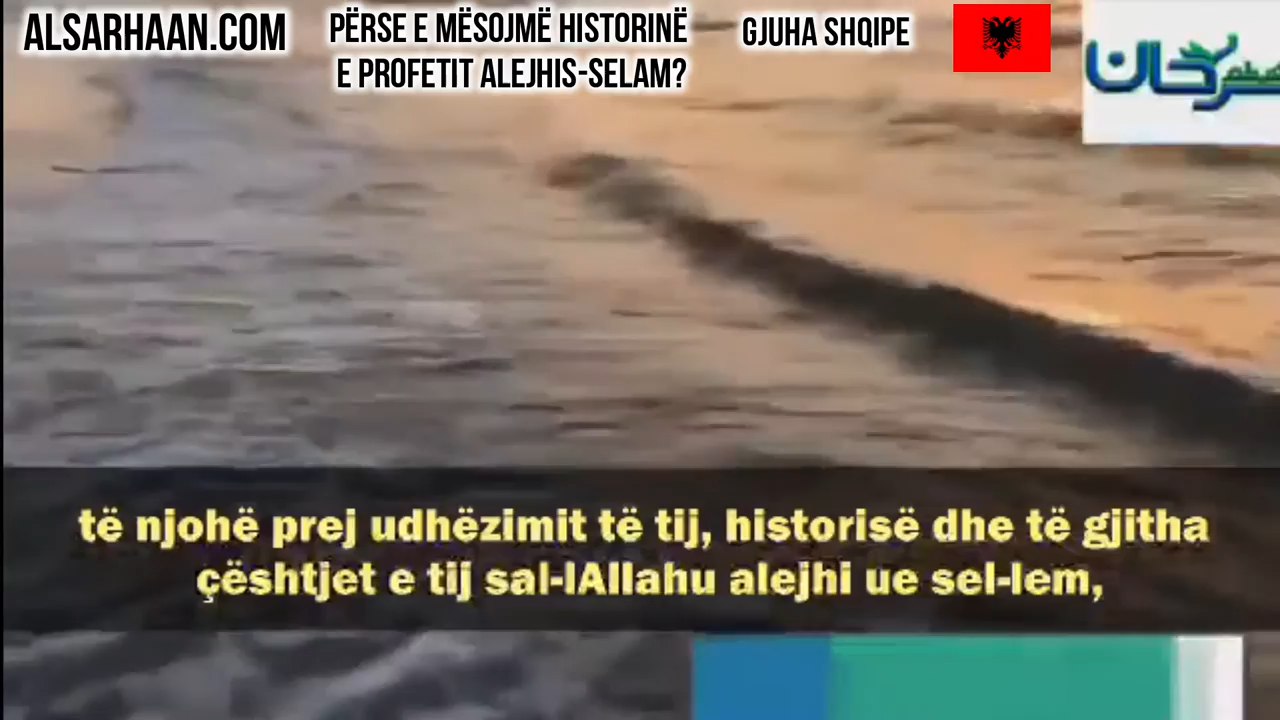 ALSARHAAN.COM
PËRSE E MËSOJMË HISTORINË
E PROFETIT ALEJHIS-SELAM?
GJUHA SHQIPE
të njohë prej udhëzimit të tij, historisë dhe të gjitha
çështjet e tij sal-lAllahu alejhi ue sel-lem,